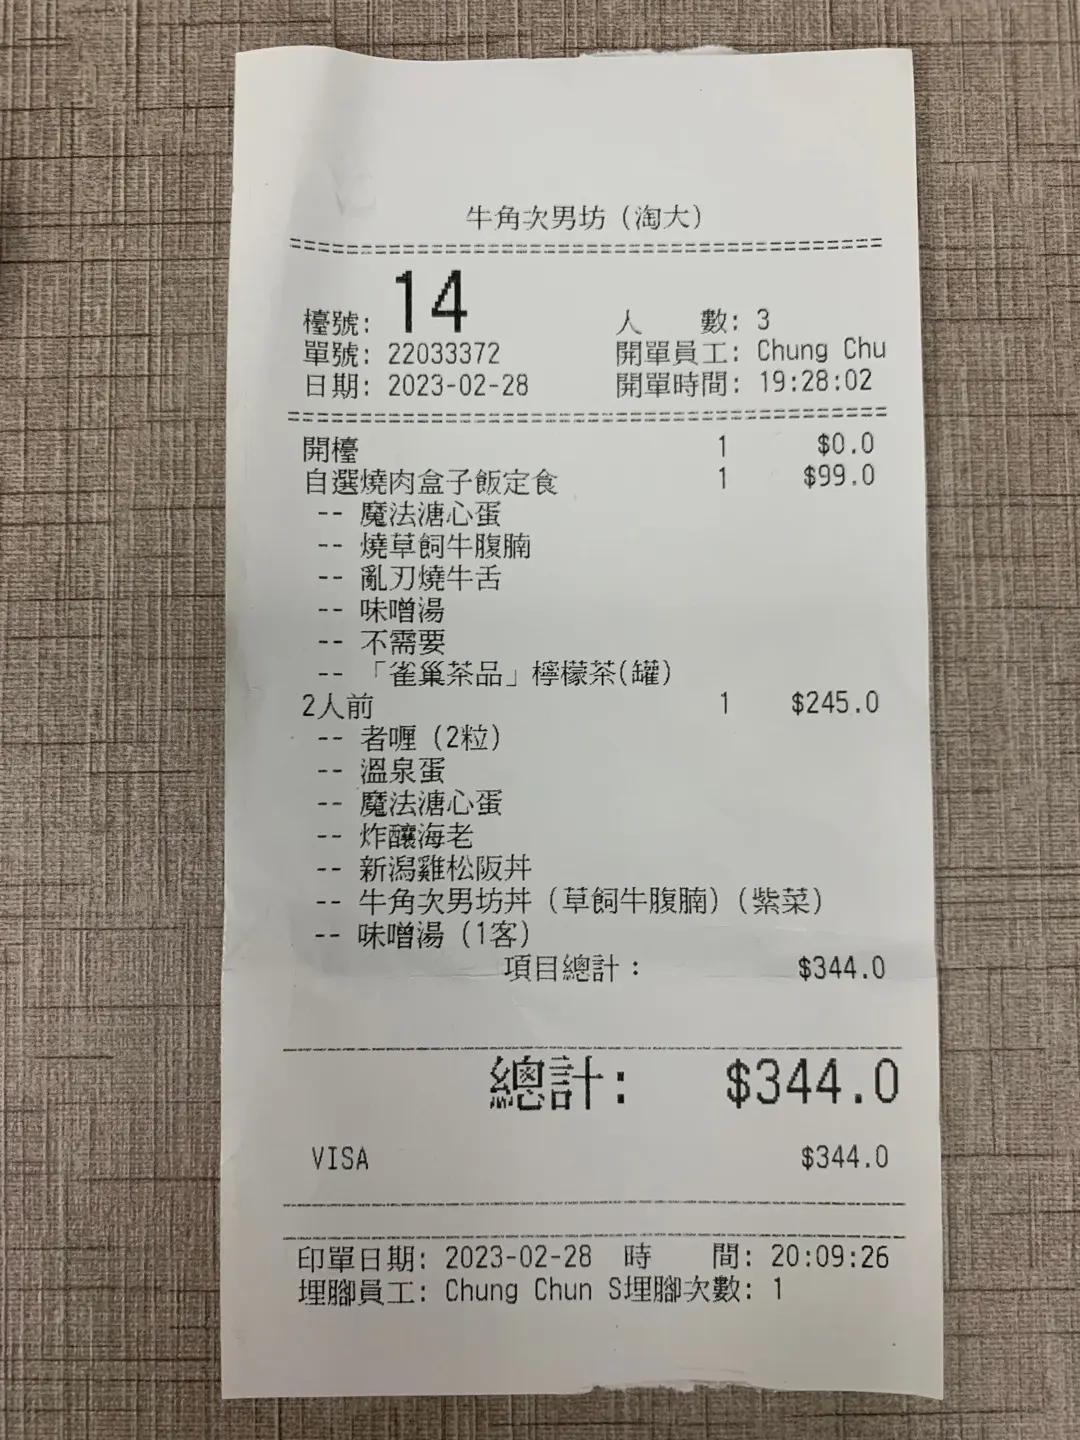 牛角次男坊（淘大）
檯號: 14 人 數: 3
單號: 22033372 開單員工: Chung Chu
日期: 2023-02-28 開單時間: 19:28:02
開檯 1 $0.0
自選燒肉盒子飯定食 1 $99.0
-- 魔法溏心蛋
-- 燒草飼牛腹腩
-- 亂刃燒牛舌
-- 味噌湯
-- 不需要
-- 「雀巢茶品」檸檬茶(罐)
2人前 1 $245.0
-- 者喱（2粒）
-- 溫泉蛋
-- 魔法溏心蛋
-- 炸釀海老
-- 新潟雞松阪丼
-- 牛角次男坊丼（草飼牛腹腩）（紫菜）
-- 味噌湯（1客）
項目總計： $344.0
總計: $344.0
VISA $344.0
印單日期: 2023-02-28 時 間: 20:09:26
埋腳員工: Chung Chun S埋腳次數: 1